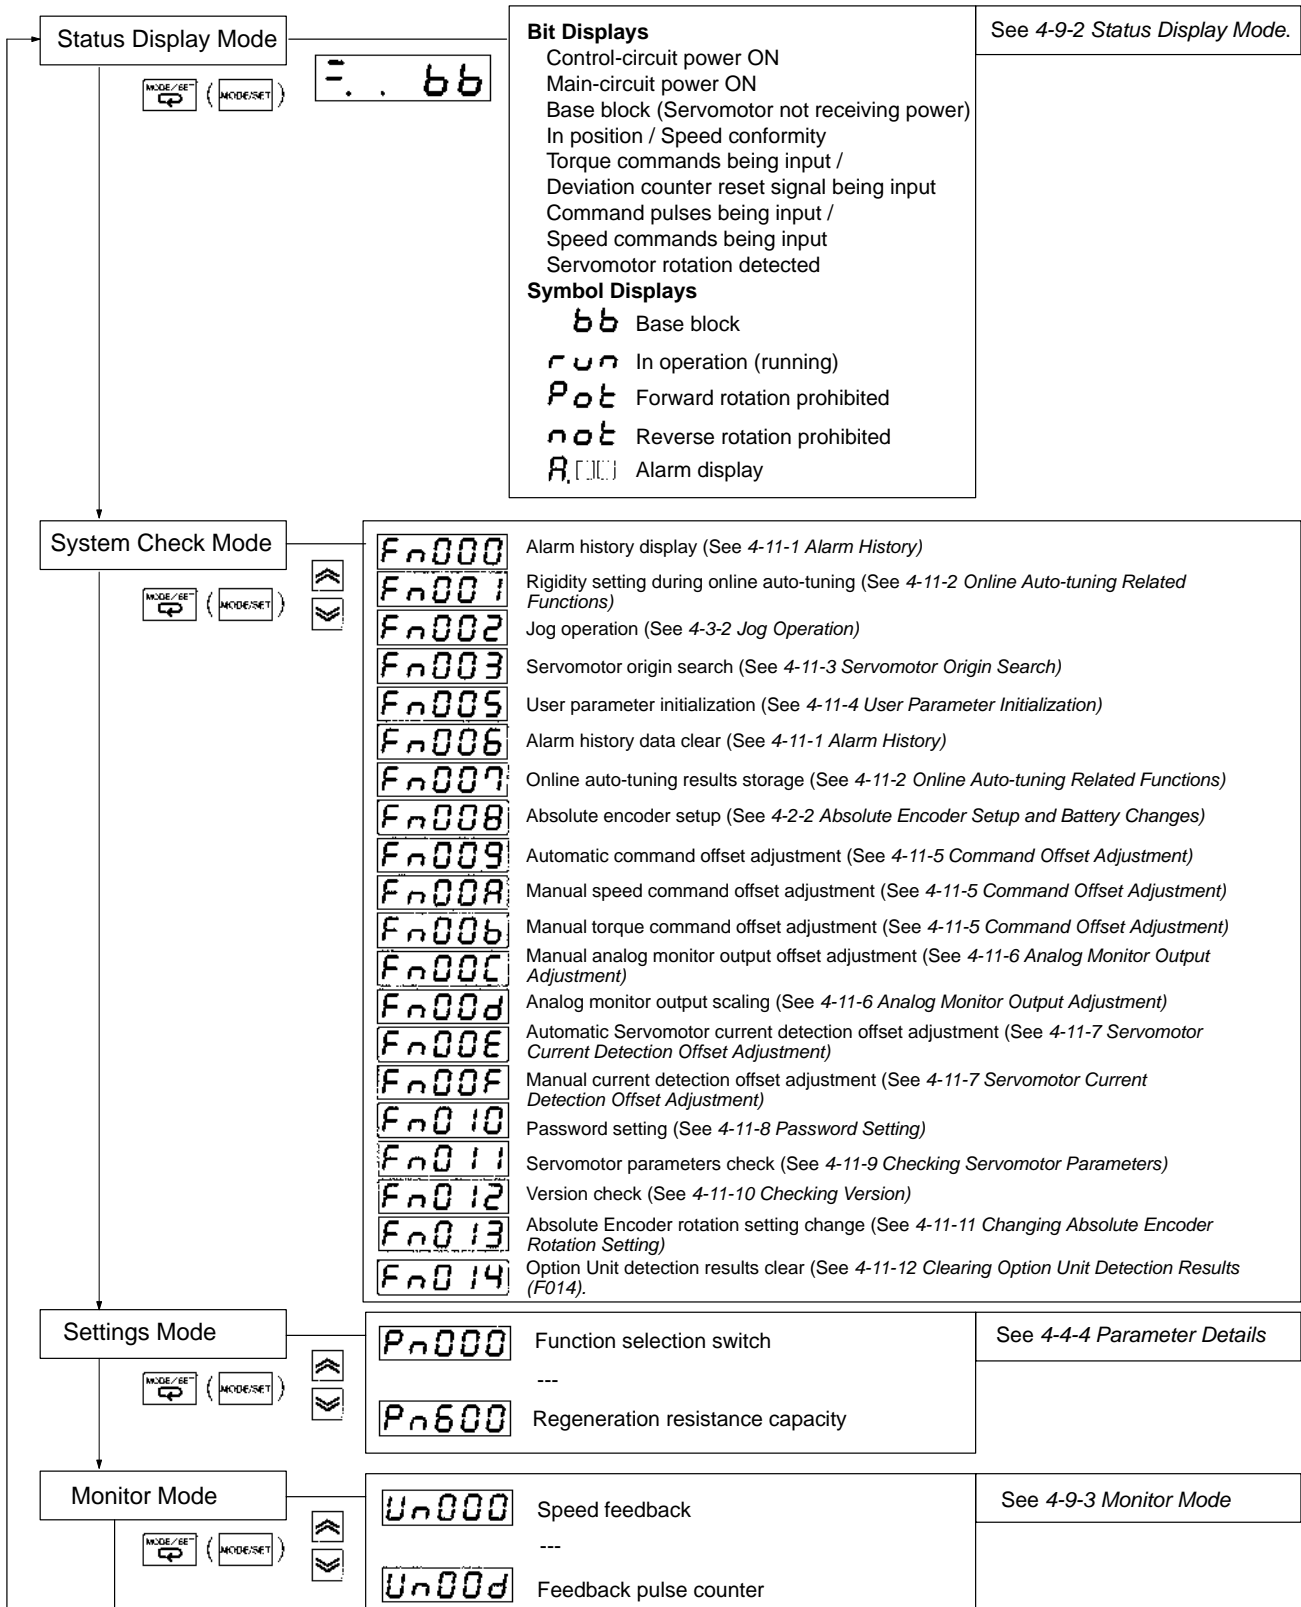 Status Display Mode
MODE/SET
MODE/SET
bb
Bit Displays
Control-circuit power ON
Main-circuit power ON
Base block (Servomotor not receiving power)
In position / Speed conformity
Torque commands being input /
Deviation counter reset signal being input
Command pulses being input /
Speed commands being input
Servomotor rotation detected
Symbol Displays
bb Base block
run In operation (running)
Pot Forward rotation prohibited
not Reverse rotation prohibited
A. Alarm display
See 4-9-2 Status Display Mode.
System Check Mode
MODE/SET
MODE/SET
Fn000 Alarm history display (See 4-11-1 Alarm History)
Fn001 Rigidity setting during online auto-tuning (See 4-11-2 Online Auto-tuning Related
Functions)
Fn002 Jog operation (See 4-3-2 Jog Operation)
Fn003 Servomotor origin search (See 4-11-3 Servomotor Origin Search)
Fn005 User parameter initialization (See 4-11-4 User Parameter Initialization)
Fn006 Alarm history data clear (See 4-11-1 Alarm History)
Fn007 Online auto-tuning results storage (See 4-11-2 Online Auto-tuning Related Functions)
Fn008 Absolute encoder setup (See 4-2-2 Absolute Encoder Setup and Battery Changes)
Fn009 Automatic command offset adjustment (See 4-11-5 Command Offset Adjustment)
Fn00A Manual speed command offset adjustment (See 4-11-5 Command Offset Adjustment)
Fn00b Manual torque command offset adjustment (See 4-11-5 Command Offset Adjustment)
Fn00C Manual analog monitor output offset adjustment (See 4-11-6 Analog Monitor Output
Adjustment)
Fn00d Analog monitor output scaling (See 4-11-6 Analog Monitor Output Adjustment)
Fn00E Automatic Servomotor current detection offset adjustment (See 4-11-7 Servomotor
Current Detection Offset Adjustment)
Fn00F Manual current detection offset adjustment (See 4-11-7 Servomotor Current
Detection Offset Adjustment)
Fn010 Password setting (See 4-11-8 Password Setting)
Fn011 Servomotor parameters check (See 4-11-9 Checking Servomotor Parameters)
Fn012 Version check (See 4-11-10 Checking Version)
Fn013 Absolute Encoder rotation setting change (See 4-11-11 Changing Absolute Encoder
Rotation Setting)
Fn014 Option Unit detection results clear (See 4-11-12 Clearing Option Unit Detection Results
(F014).
Settings Mode
MODE/SET
MODE/SET
Pn000 Function selection switch
---
Pn600 Regeneration resistance capacity
See 4-4-4 Parameter Details
Monitor Mode
MODE/SET
MODE/SET
Un000 Speed feedback
---
Un00d Feedback pulse counter
See 4-9-3 Monitor Mode